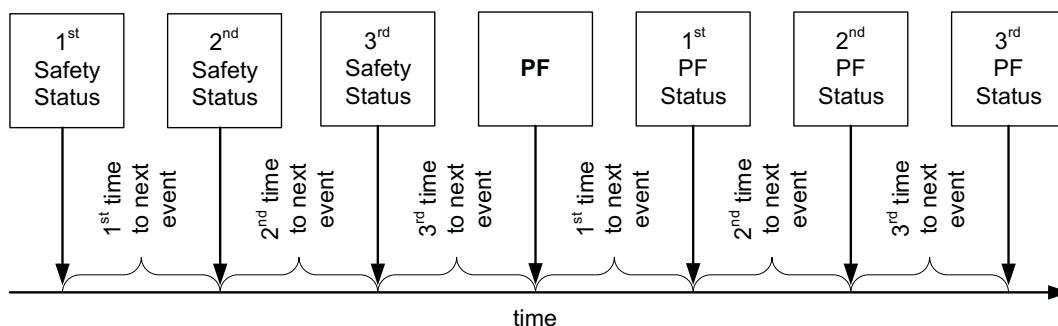 1st
Safety
Status
2nd
Safety
Status
3rd
Safety
Status
PF
1st
PF
Status
2nd
PF
Status
3rd
PF
Status
1st time
to next
event
2nd time
to next
event
3rd time
to next
event
1st time
to next
event
2nd time
to next
event
3rd time
to next
event
time